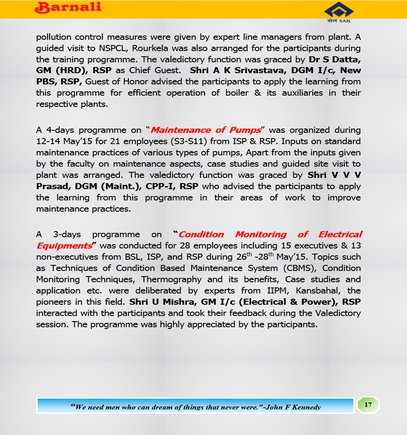 Barnali
सेल SAIL
pollution control measures were given by expert line managers from plant. A
guided visit to NSPCL, Rourkela was also arranged for the participants during
the training programme. The valedictory function was graced by Dr S Datta,
GM (HRD), RSP as Chief Guest. Shri A K Srivastava, DGM I/c, New
PBS, RSP, Guest of Honor advised the participants to apply the learning from
this programme for efficient operation of boiler & its auxiliaries in their
respective plants.
A 4-days programme on "Maintenance of Pumps" was organized during
12-14 May'15 for 21 employees (S3-S11) from ISP & RSP. Inputs on standard
maintenance practices of various types of pumps, Apart from the inputs given
by the faculty on maintenance aspects, case studies and guided site visit to
plant was arranged. The valedictory function was graced by Shri V V V
Prasad, DGM (Maint.), CPP-I, RSP who advised the participants to apply
the learning from this programme in their areas of work to improve
maintenance practices.
A 3-days programme on "Condition Monitoring of Electrical
Equipments" was conducted for 28 employees including 15 executives & 13
non-executives from BSL, ISP, and RSP during 26th -28th May'15. Topics such
as Techniques of Condition Based Maintenance System (CBMS), Condition
Monitoring Techniques, Thermography and its benefits, Case studies and
application etc. were deliberated by experts from IIPM, Kansbahal, the
pioneers in this field. Shri U Mishra, GM I/c (Electrical & Power), RSP
interacted with the participants and took their feedback during the Valedictory
session. The programme was highly appreciated by the participants.
"We need men who can dream of things that never were."-John F Kennedy
17